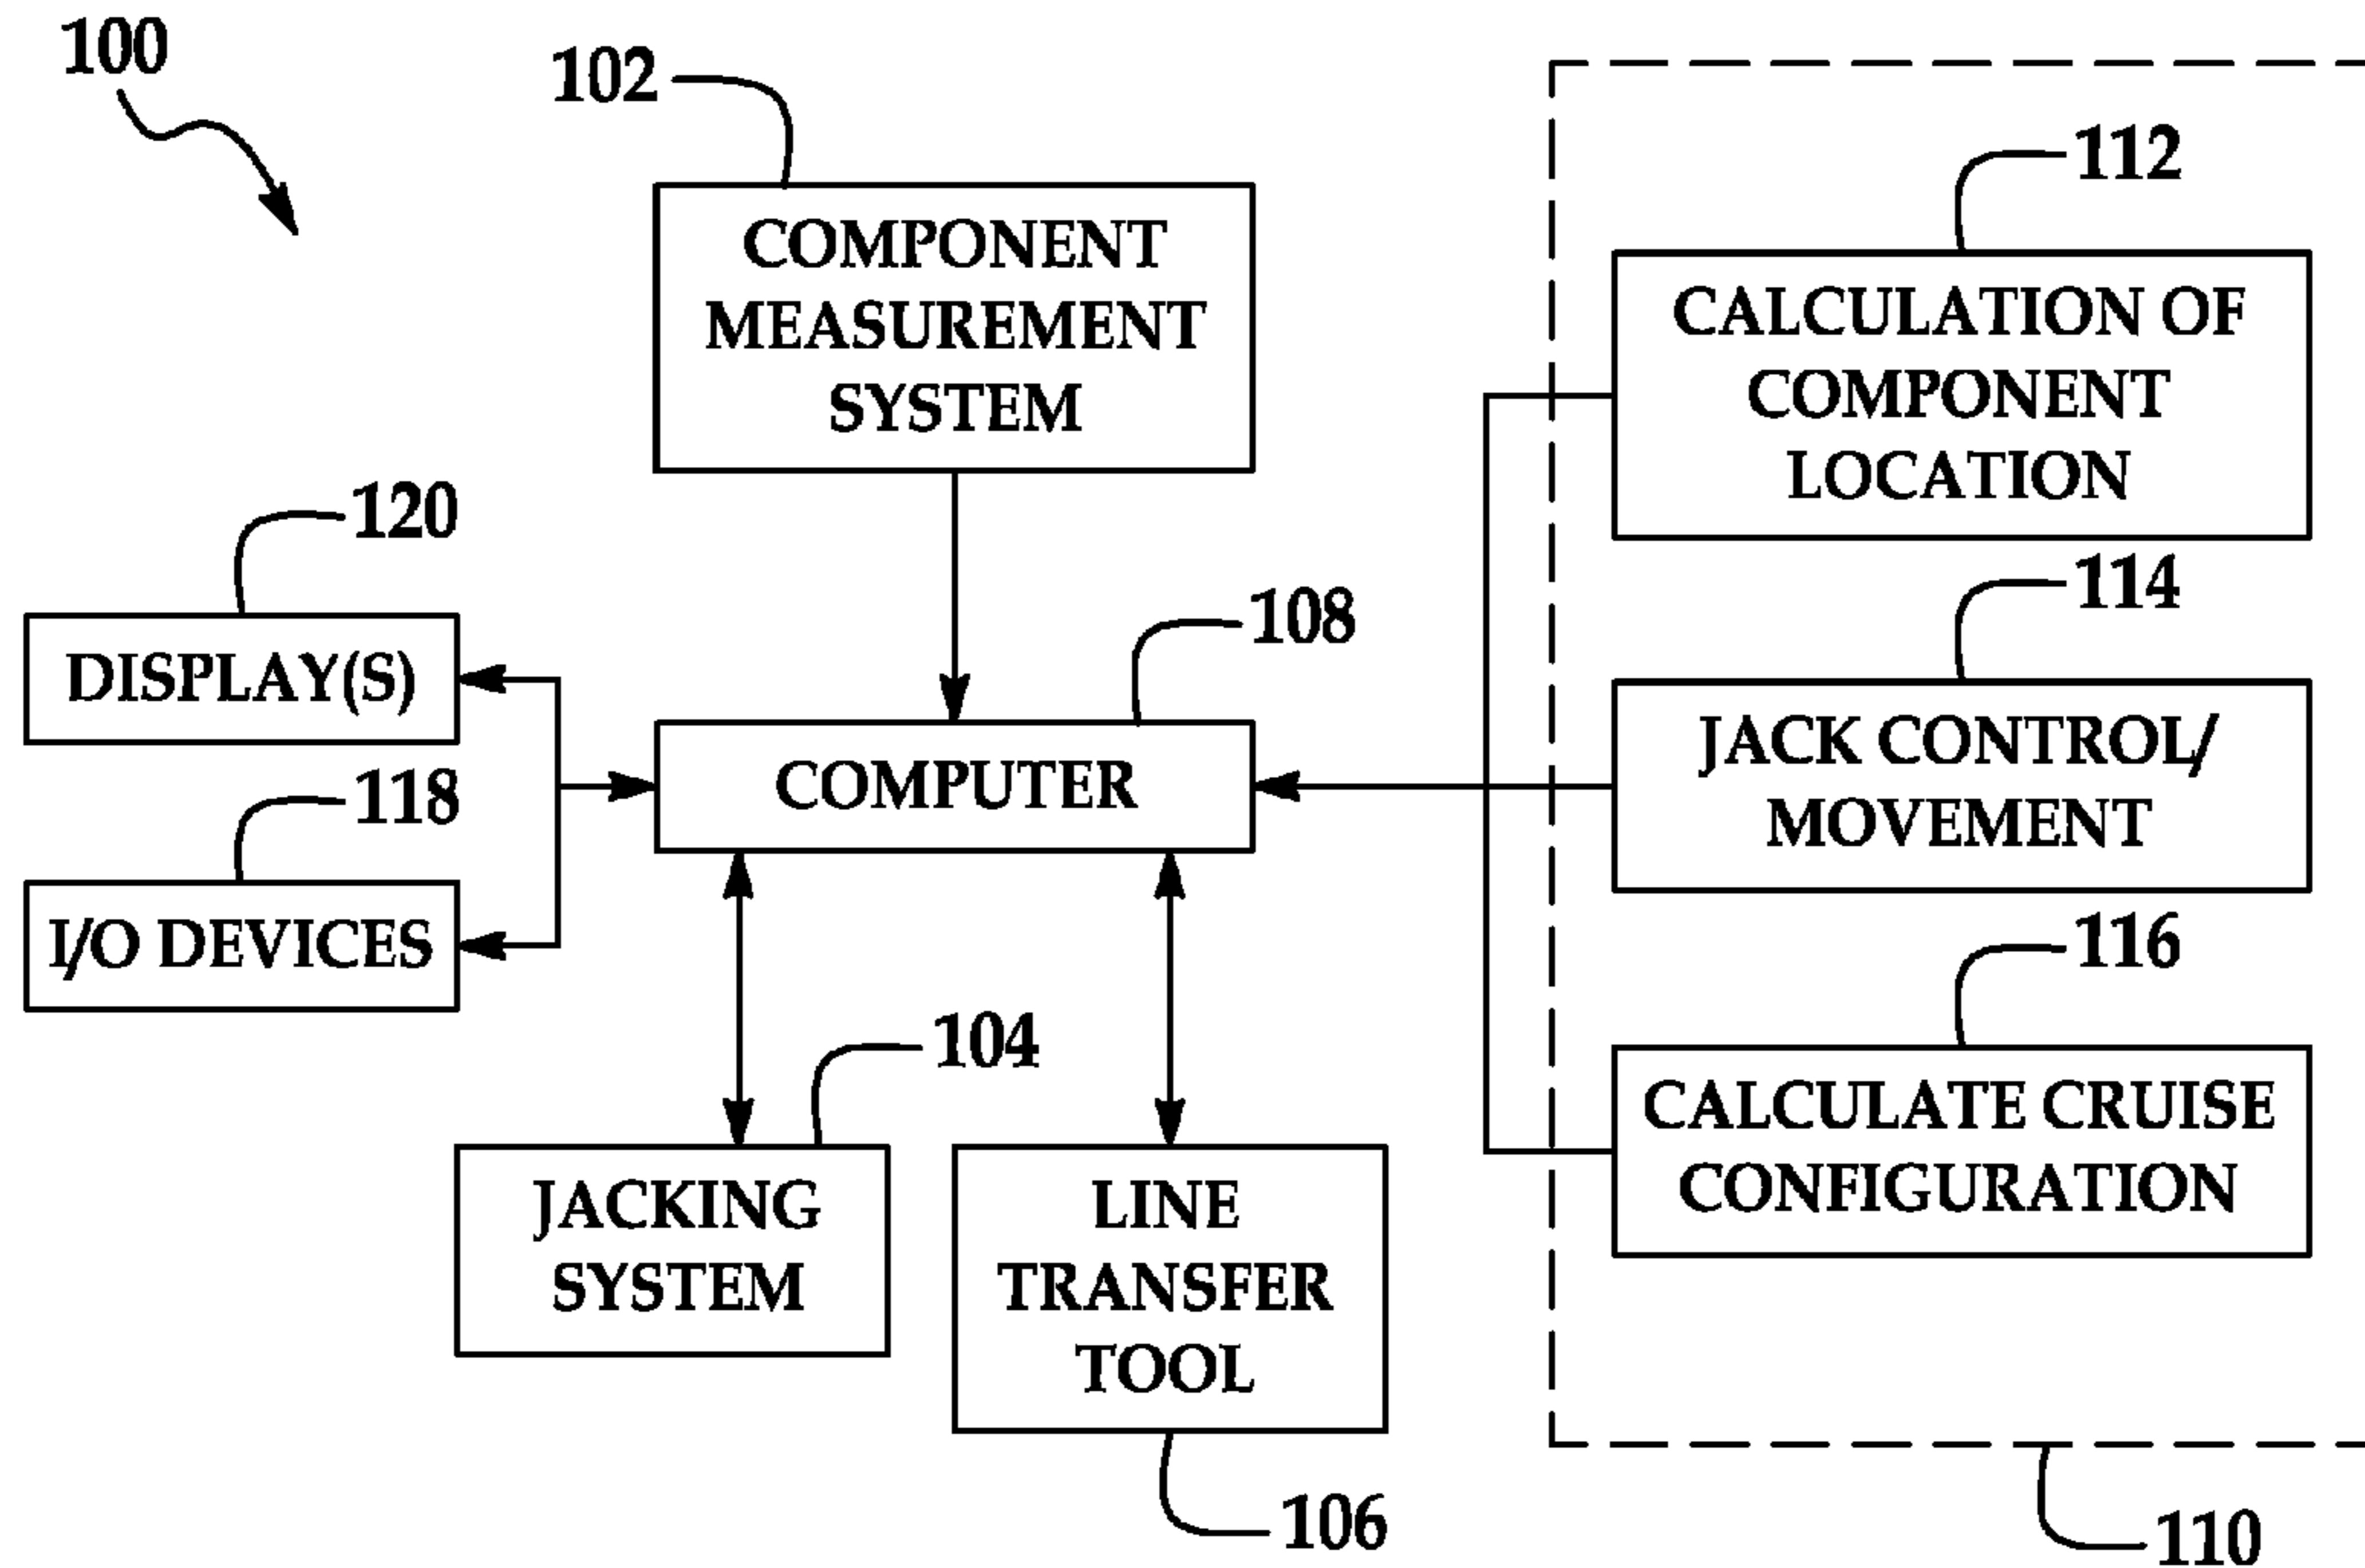 100
102
COMPONENT
MEASUREMENT
SYSTEM
112
CALCULATION OF
COMPONENT
LOCATION
120
DISPLAY(S)
108
COMPUTER
114
JACK CONTROL/
MOVEMENT
118
I/O DEVICES
116
CALCULATE CRUISE
CONFIGURATION
104
JACKING
SYSTEM
LINE
TRANSFER
TOOL
106
110